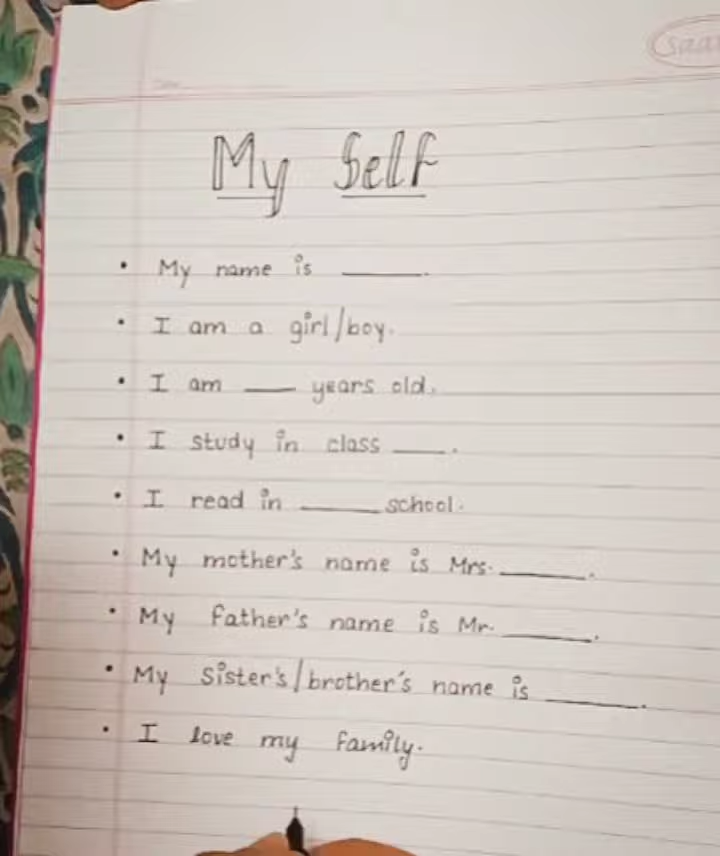 My Self
• My name is ______.
• I am a girl/boy.
• I am ____ years old.
• I study in class ____.
• I read in ______ school.
• My mother's name is Mrs. ______.
• My father's name is Mr. ______.
• My Sister's/brother's name is ______.
• I love my family.